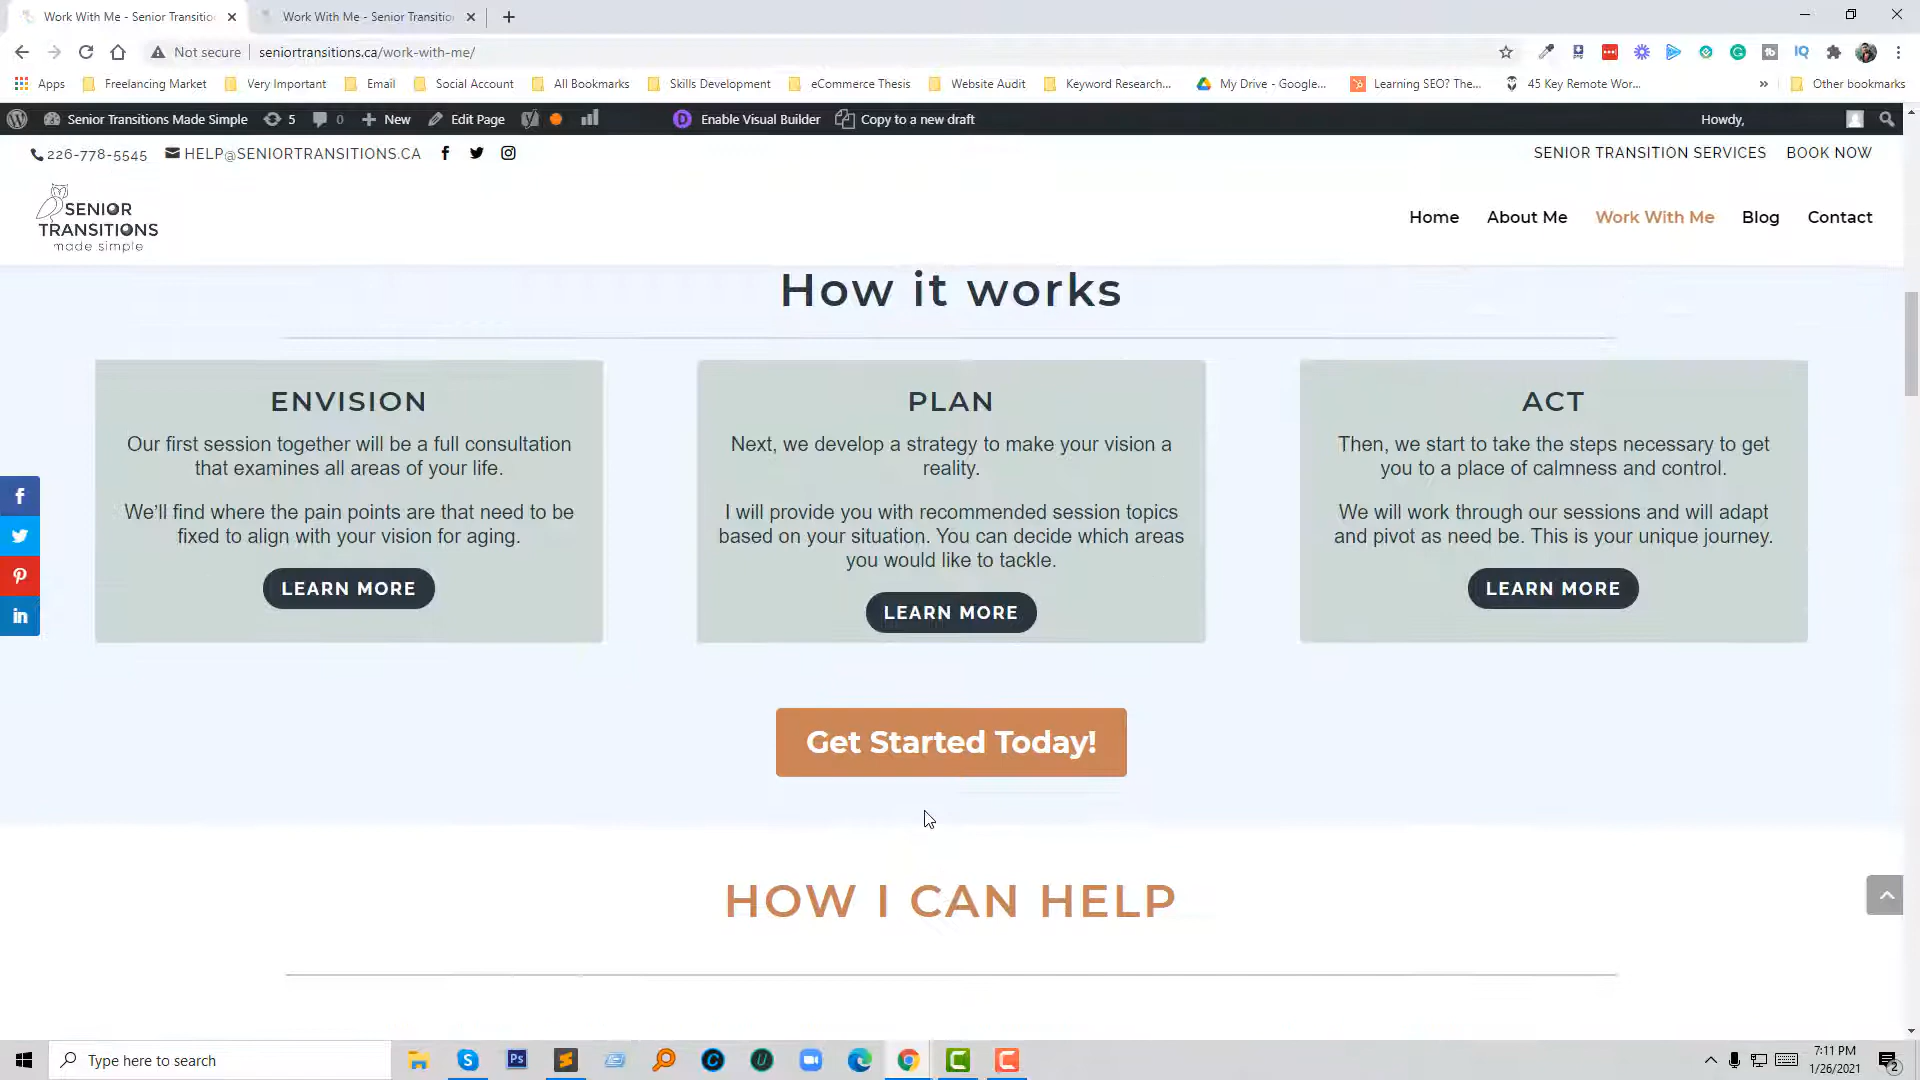 Work With Me - Senior Transitio
Work With Me - Senior Transitio
Not secure
seniortransitions.ca/work-with-me/
Apps
Freelancing Market
Very Important
Email
Social Account
All Bookmarks
Skills Development
eCommerce Thesis
Website Audit
Keyword Research...
My Drive - Google...
Learning SEO? The...
45 Key Remote Wor...
»
Other bookmarks
Senior Transitions Made Simple
5
0
New
Edit Page
Enable Visual Builder
Copy to a new draft
Howdy,
226-778-5545
HELP@SENIORTRANSITIONS.CA
SENIOR TRANSITION SERVICES
BOOK NOW
SENIOR
TRANSITIONS
made simple
Home
About Me
Work With Me
Blog
Contact
How it works
ENVISION
Our first session together will be a full consultation
that examines all areas of your life.
We'll find where the pain points are that need to be
fixed to align with your vision for aging.
LEARN MORE
PLAN
Next, we develop a strategy to make your vision a
reality.
I will provide you with recommended session topics
based on your situation. You can decide which areas
you would like to tackle.
LEARN MORE
ACT
Then, we start to take the steps necessary to get
you to a place of calmness and control.
We will work through our sessions and will adapt
and pivot as need be. This is your unique journey.
LEARN MORE
Get Started Today!
HOW I CAN HELP
Type here to search
7:11 PM
1/26/2021
2